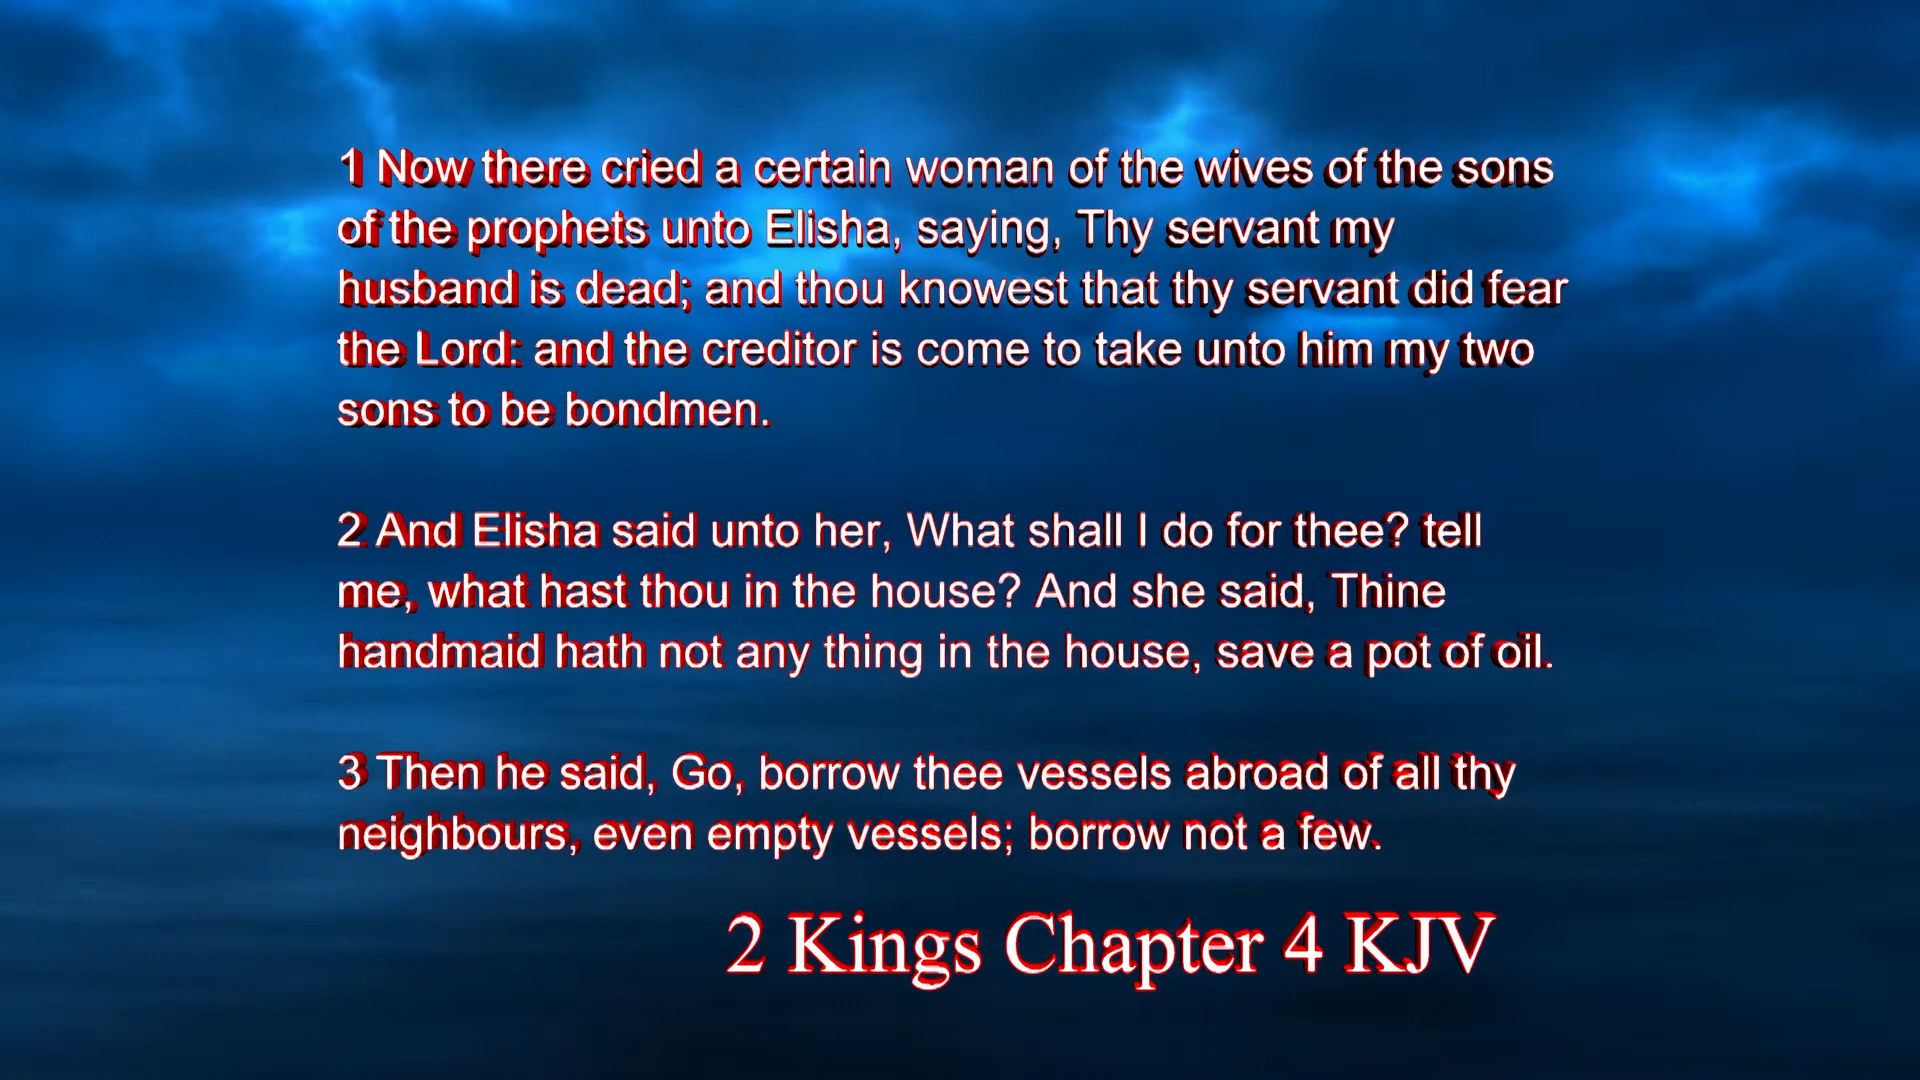 1 Now there cried a certain woman of the wives of the sons
of the prophets unto Elisha, saying, Thy servant my
husband is dead; and thou knowest that thy servant did fear
the Lord: and the creditor is come to take unto him my two
sons to be bondmen.
2 And Elisha said unto her, What shall I do for thee? tell
me, what hast thou in the house? And she said, Thine
handmaid hath not any thing in the house, save a pot of oil.
3 Then he said, Go, borrow thee vessels abroad of all thy
neighbours, even empty vessels; borrow not a few.
2 Kings Chapter 4 KJV